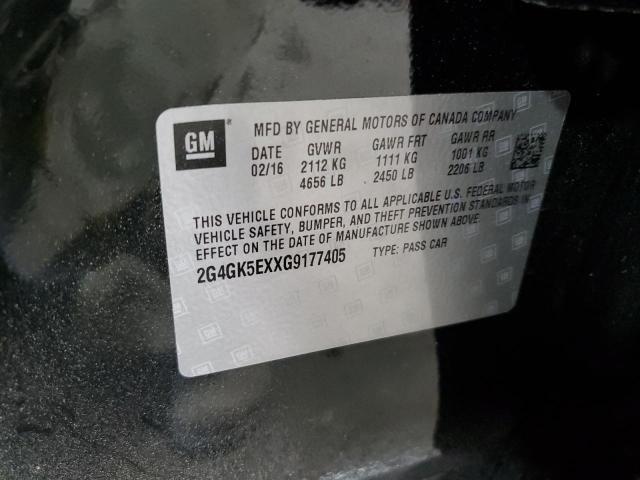 GM
MFD BY GENERAL MOTORS OF CANADA COMPANY
DATE GVWR GAWR FRT GAWR RR
02/16 2112 KG 1111 KG 1001 KG
4656 LB 2450 LB 2206 LB
THIS VEHICLE CONFORMS TO ALL APPLICABLE U.S. FEDERAL MOTOR
VEHICLE SAFETY, BUMPER, AND THEFT PREVENTION STANDARDS IN
EFFECT ON THE DATE OF MANUFACTURE SHOWN ABOVE.
2G4GK5EXXG9177405 TYPE: PASS CAR